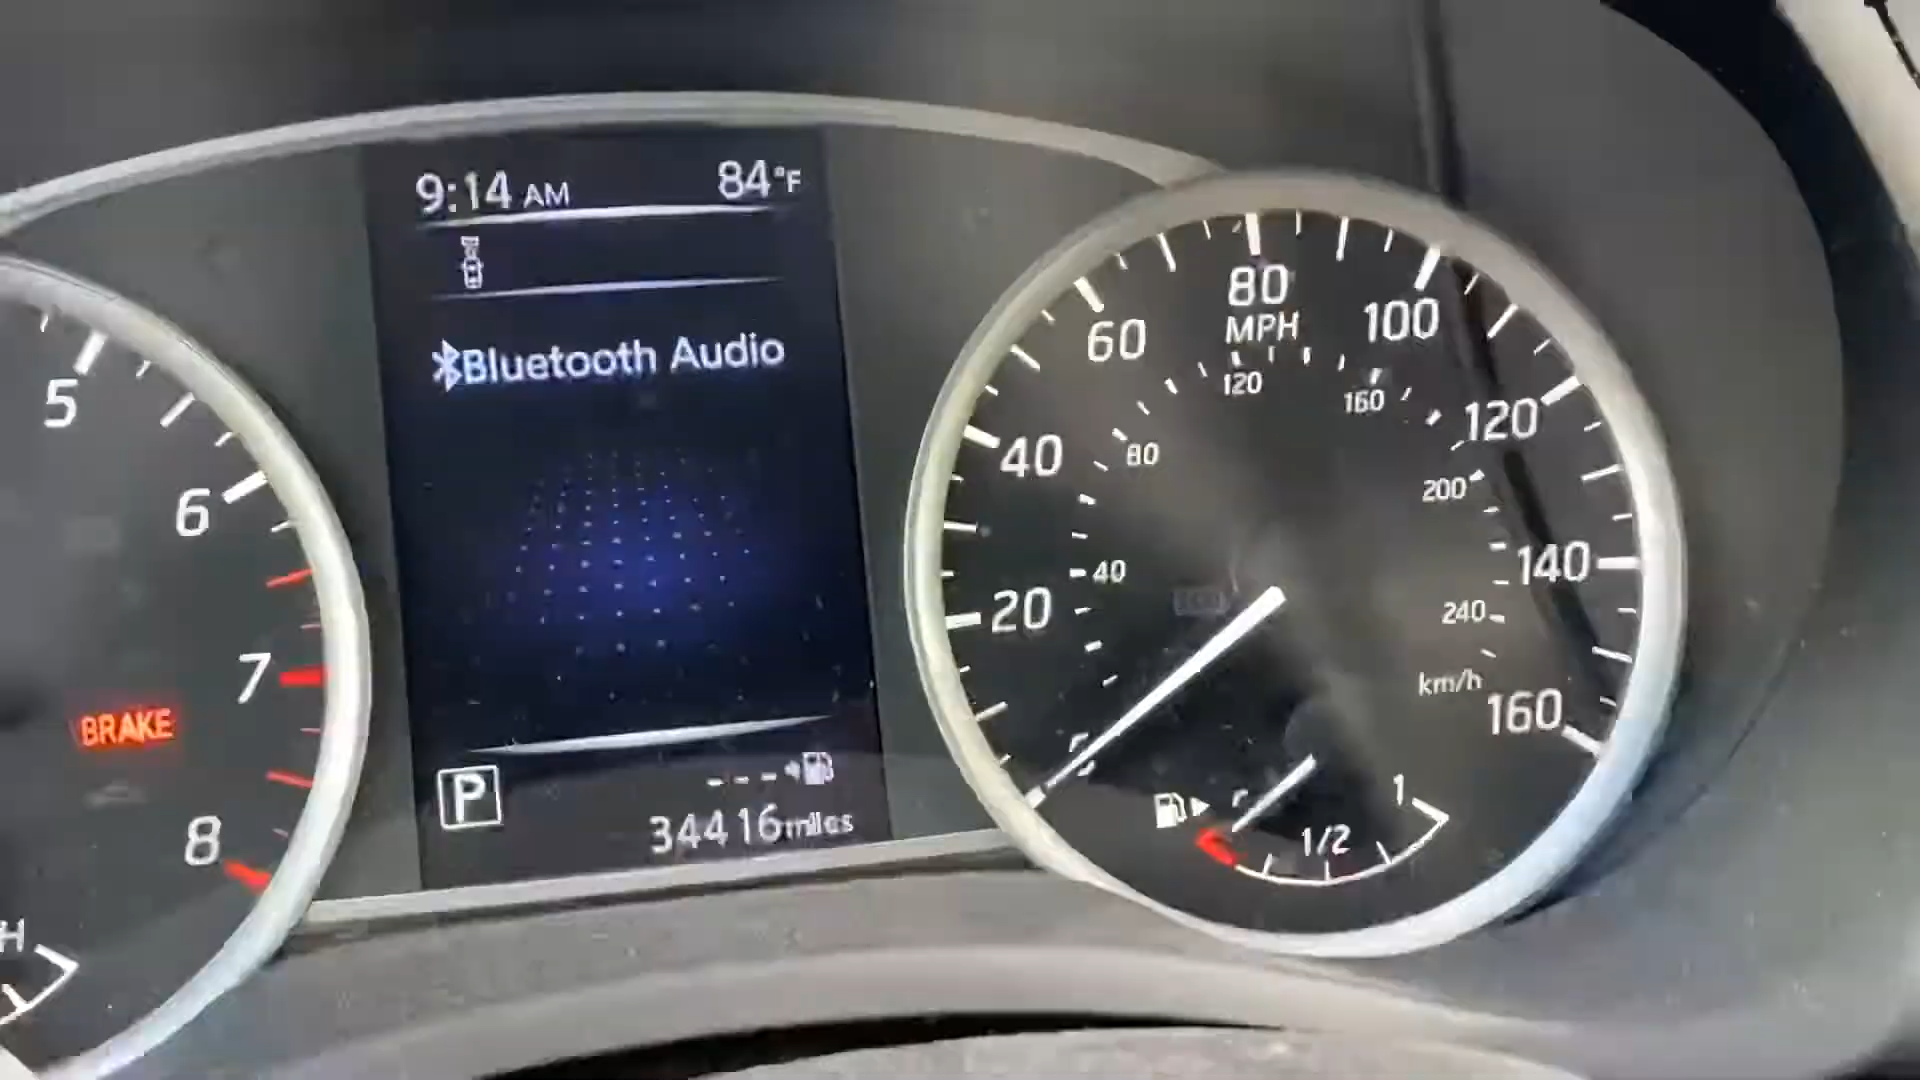 9:14 AM 84°F
Bluetooth Audio
P
- - -
34416 miles
5
6
7
8
H
BRAKE
20
40
60
80
100
120
140
160
MPH
40
80
120
160
200
240
km/h
1/2
1